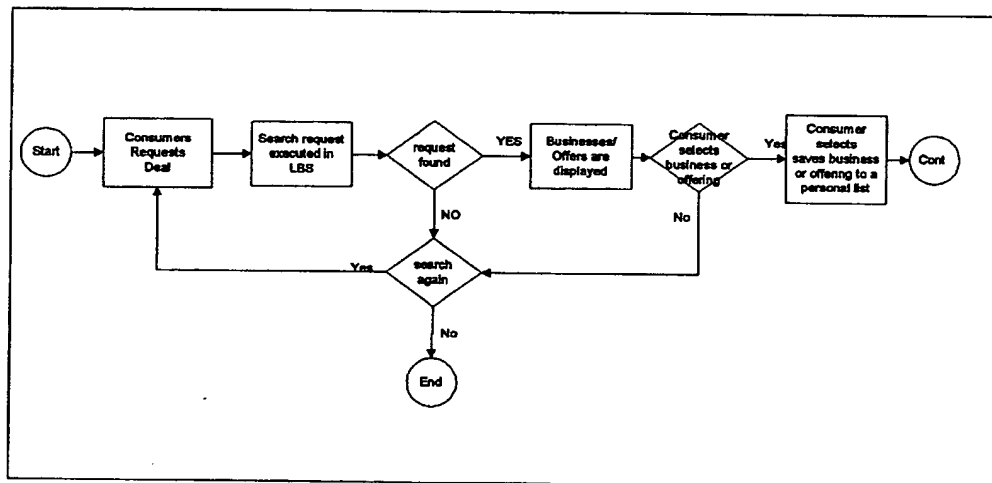 Start
Consumers
Requests
Deal
Search request
executed in
LBS
request
found
YES
Businesses/
Offers are
displayed
Consumer
selects
business or
offering
Yes
Consumer
selects
saves business
or offering to a
personal list
Cont
NO
No
Yes
search
again
No
End